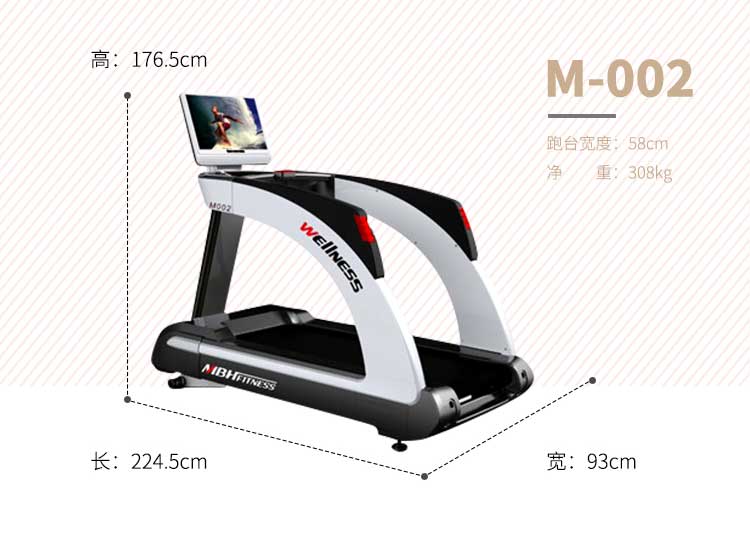 高：176.5cm
M-002
跑台宽度：58cm
净　　重：308kg
M002
WellNESS
MBHFITNESS
长：224.5cm
宽：93cm